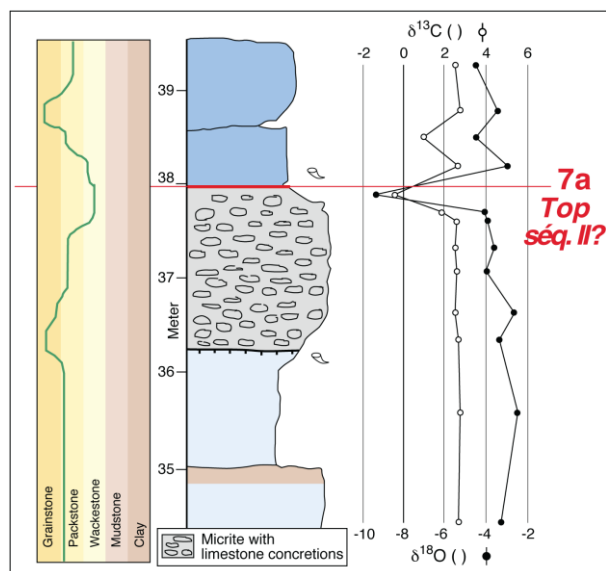 δ13C ( )
-2 0 2 4 6
39
38
7a
Top
séq. II?
37
Meter
36
35
Grainstone
Packstone
Wackestone
Mudstone
Clay
Micrite with
limestone concretions
-10 -8 -6 -4 -2
δ18O ( )